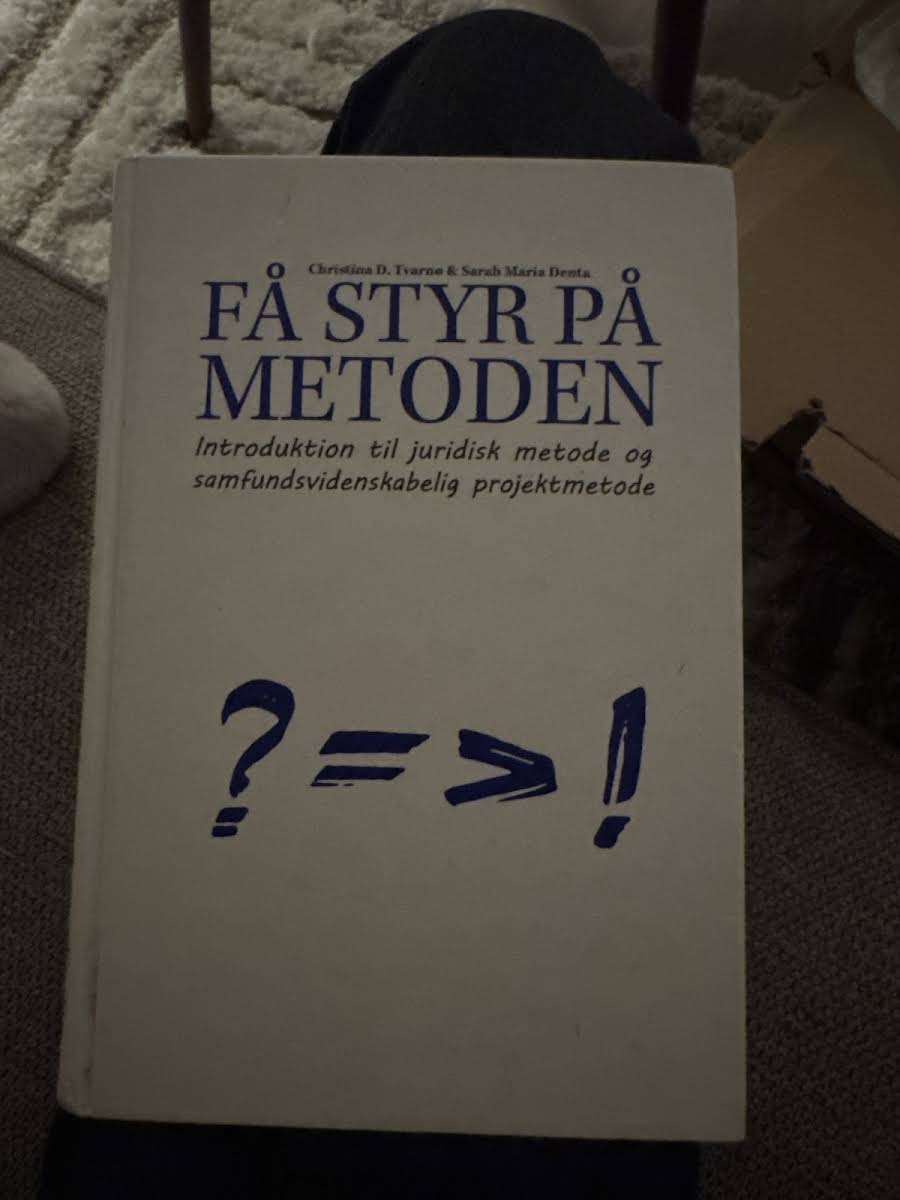 Christina D. Tvarnø & Sarah Maria Denta
FÅ STYR PÅ
METODEN
Introduktion til juridisk metode og
samfundsvidenskabelig projektmetode
? = > !